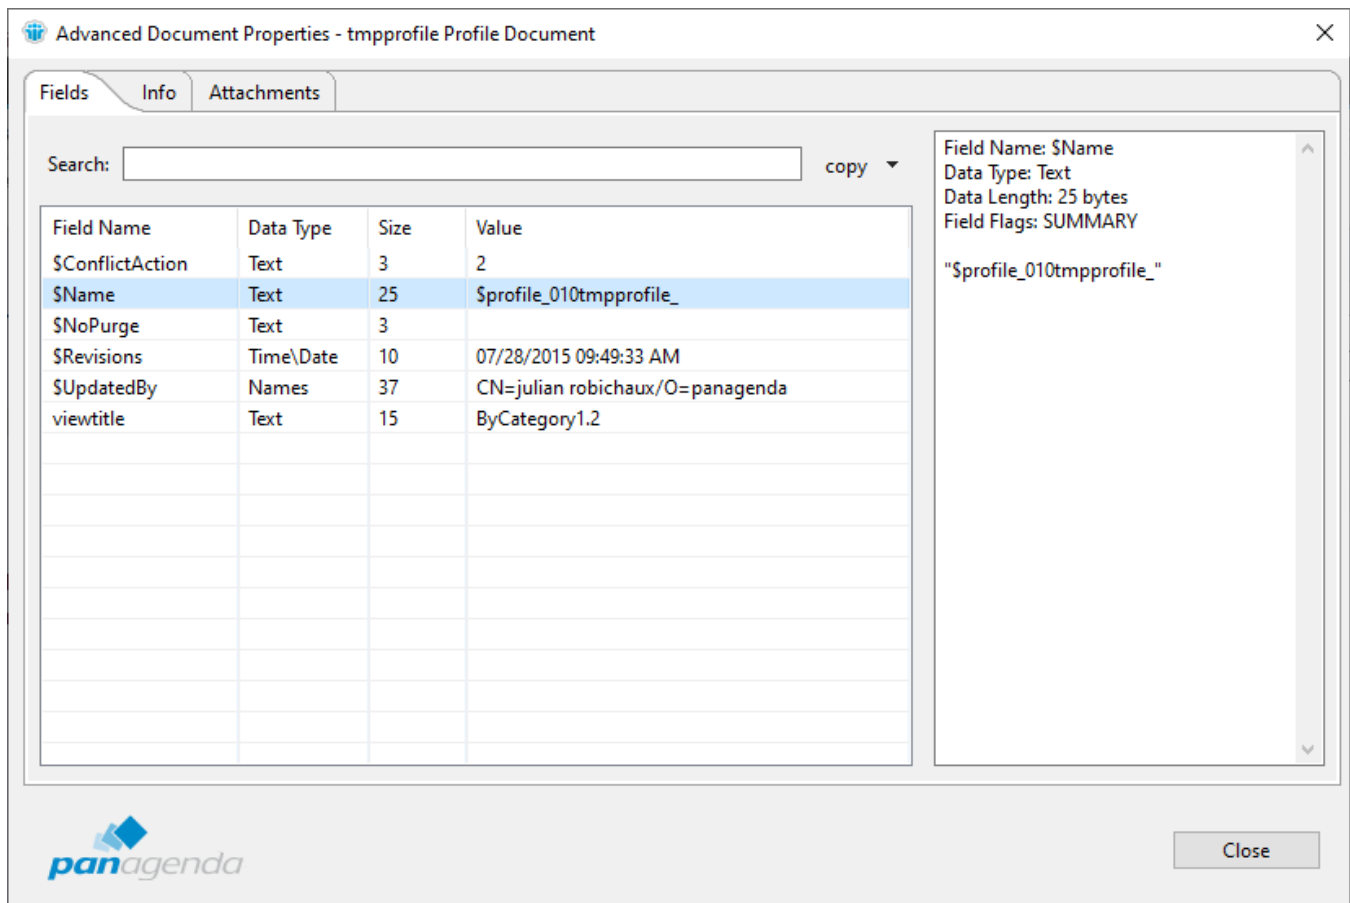 Advanced Document Properties - tmpprofile Profile Document
Fields Info Attachments
Search: copy
Field Name Data Type Size Value
$ConflictAction Text 3 2
$Name Text 25 $profile_010tmpprofile_
$NoPurge Text 3
$Revisions Time\Date 10 07/28/2015 09:49:33 AM
$UpdatedBy Names 37 CN=julian robichaux/O=panagenda
viewtitle Text 15 ByCategory1.2
Field Name: $Name
Data Type: Text
Data Length: 25 bytes
Field Flags: SUMMARY
"$profile_010tmpprofile_"
panagenda
Close